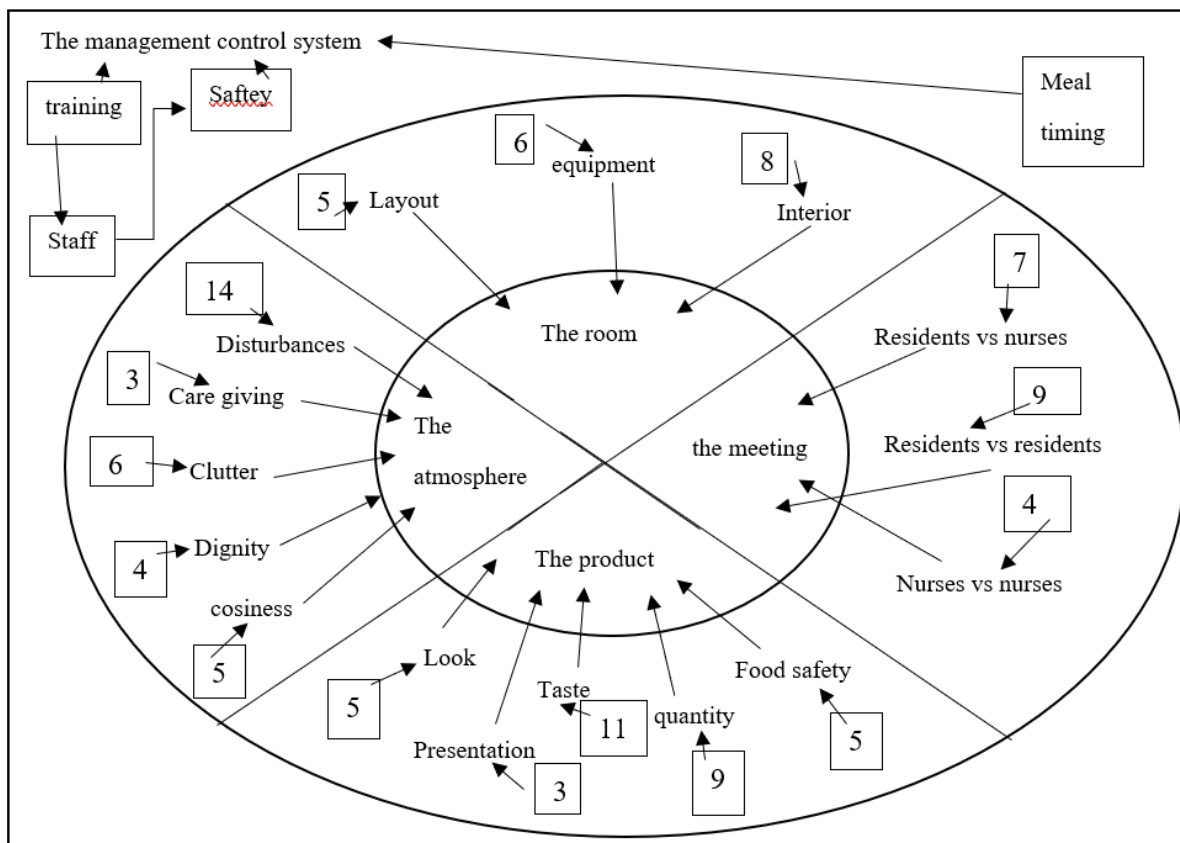 The management control system
training
Saftey
Meal
timing
Staff
6
equipment
8
Interior
5
Layout
The room
14
Disturbances
3
Care giving
6
Clutter
4
Dignity
5
cosiness
The
atmosphere
7
Residents vs nurses
9
Residents vs residents
4
Nurses vs nurses
the meeting
The product
5
Look
Presentation
3
Taste
11
quantity
9
Food safety
5